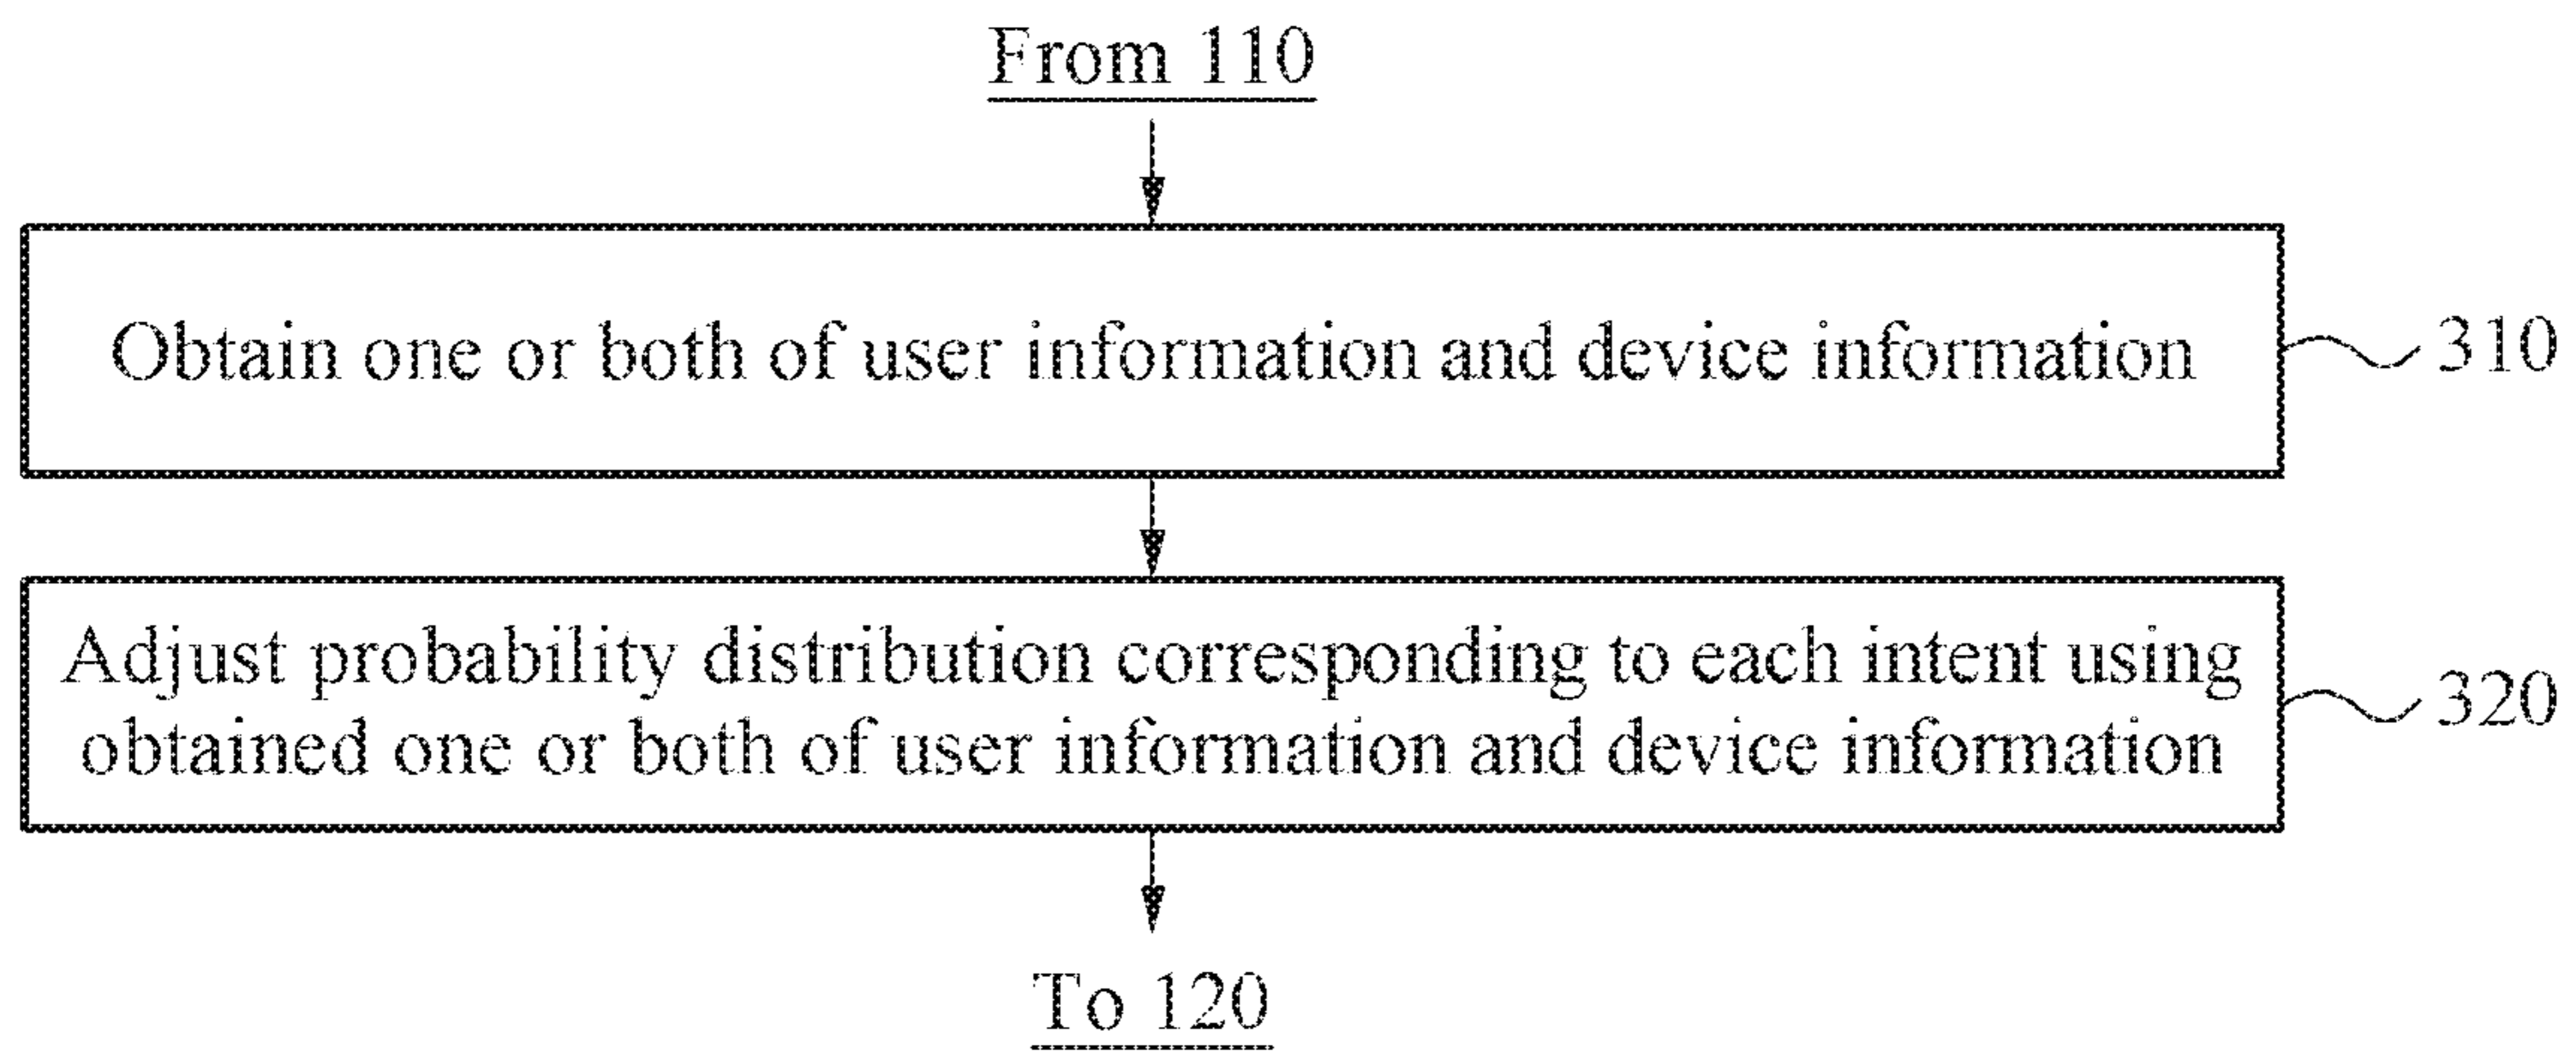 From 110
Obtain one or both of user information and device information
310
Adjust probability distribution corresponding to each intent using
obtained one or both of user information and device information
320
To 120